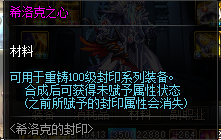 希洛克之心
材料
可用于重铸100级封印系列装备。
合成后可获得未赋予属性状态
(之前所赋予的封印属性会消失)
<希洛克的封印>